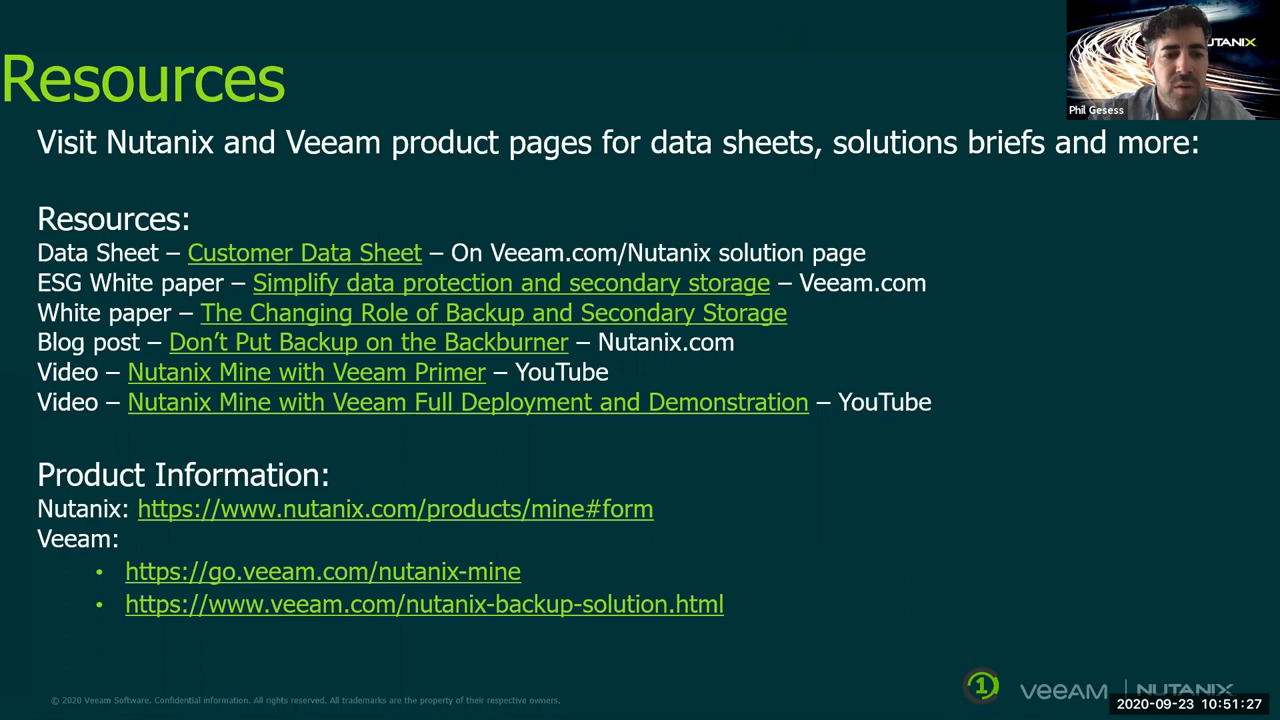 UTANIX
Phil Gesess
Resources
Visit Nutanix and Veeam product pages for data sheets, solutions briefs and more:
Resources:
Data Sheet – Customer Data Sheet – On Veeam.com/Nutanix solution page
ESG White paper – Simplify data protection and secondary storage – Veeam.com
White paper – The Changing Role of Backup and Secondary Storage
Blog post – Don’t Put Backup on the Backburner – Nutanix.com
Video – Nutanix Mine with Veeam Primer – YouTube
Video – Nutanix Mine with Veeam Full Deployment and Demonstration – YouTube
Product Information:
Nutanix: https://www.nutanix.com/products/mine#form
Veeam:
• https://go.veeam.com/nutanix-mine
• https://www.veeam.com/nutanix-backup-solution.html
© 2020 Veeam Software. Confidential information. All rights reserved. All trademarks are the property of their respective owners.
1 VEEAM | NUTANIX
2020-09-23 10:51:27